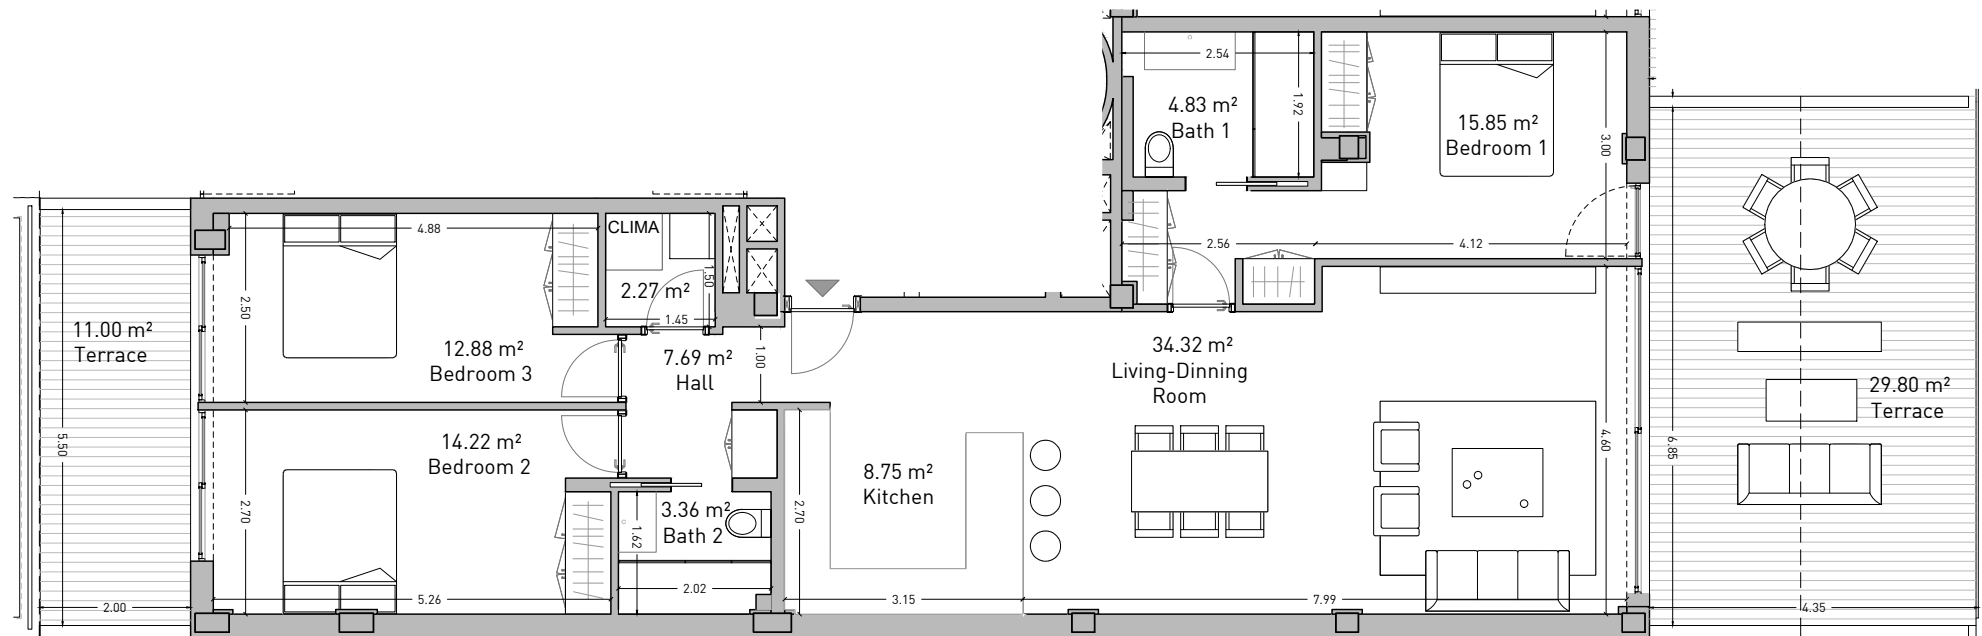 2.54
1.92
4.83 m²
Bath 1
15.85 m²
Bedroom 1
3.00
2.56
4.12
4.88
CLIMA
1.50
2.27 m²
1.45
2.50
11.00 m²
Terrace
12.88 m²
Bedroom 3
7.69 m²
Hall
1.00
34.32 m²
Living-Dinning
Room
29.80 m²
Terrace
5.50
14.22 m²
Bedroom 2
4.60
6.85
8.75 m²
Kitchen
2.70
3.36 m²
Bath 2
1.62
2.70
2.02
2.00
5.26
3.15
7.99
4.35